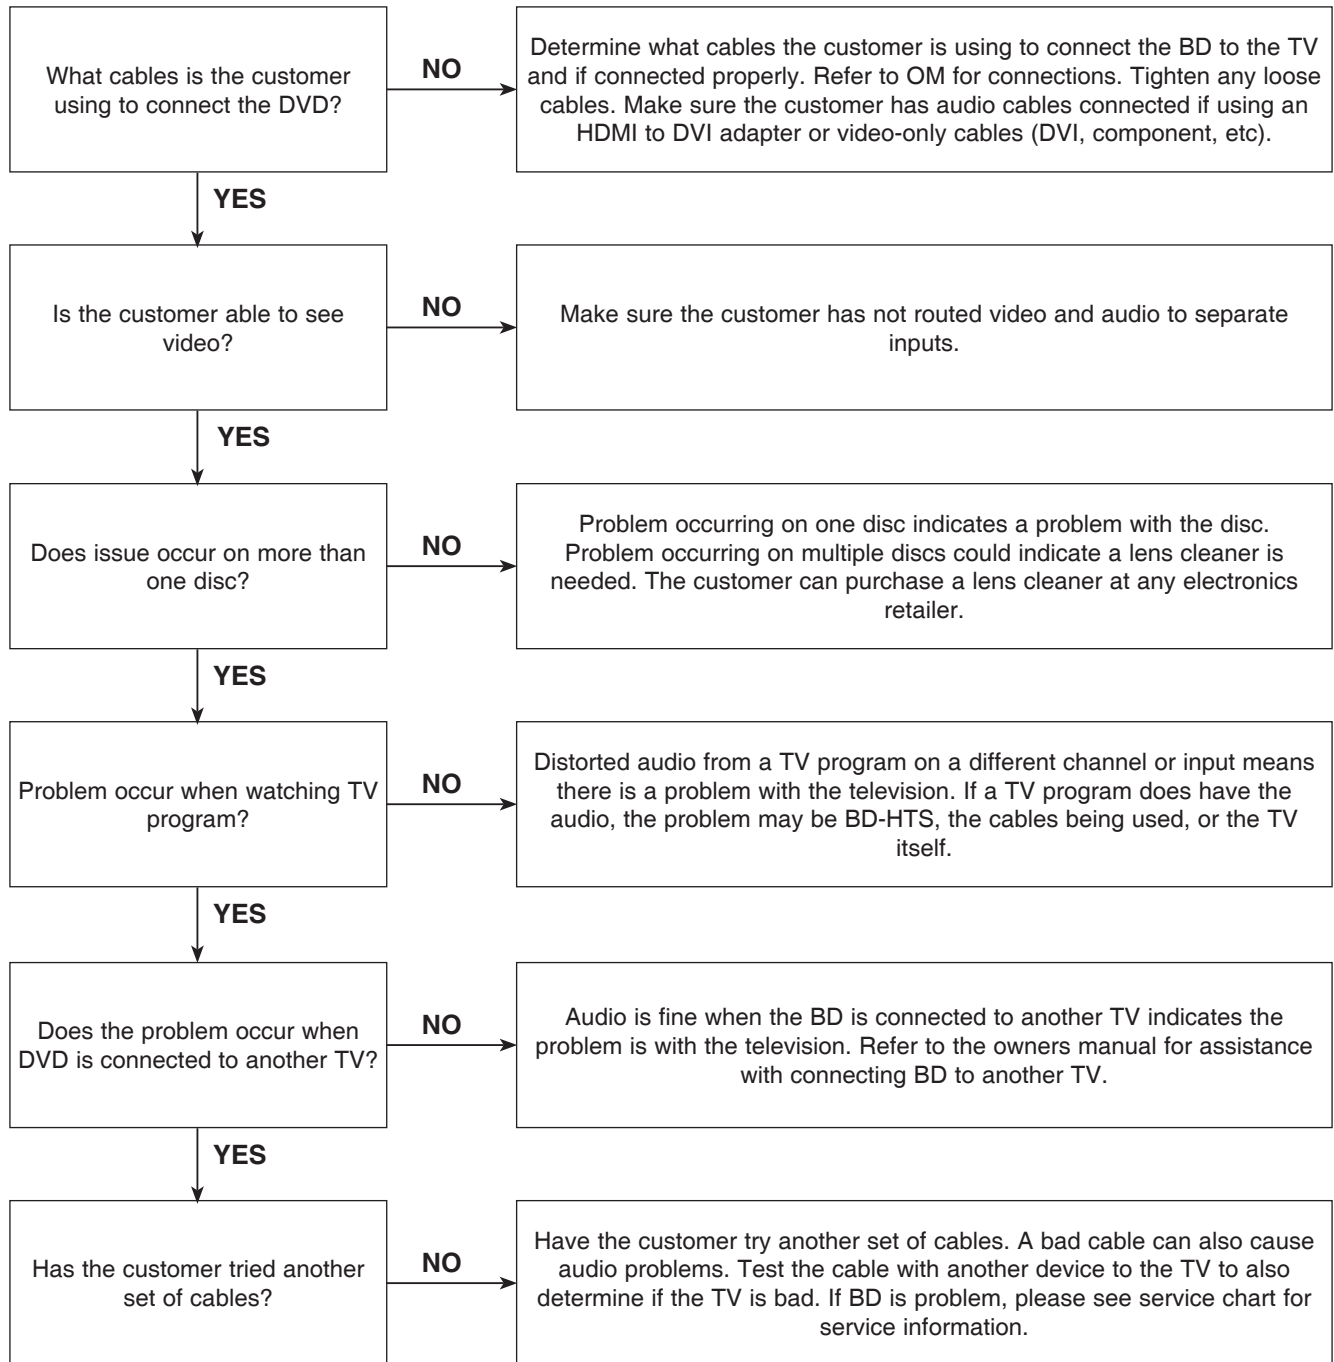 What cables is the customer
using to connect the DVD?
NO
Determine what cables the customer is using to connect the BD to the TV
and if connected properly. Refer to OM for connections. Tighten any loose
cables. Make sure the customer has audio cables connected if using an
HDMI to DVI adapter or video-only cables (DVI, component, etc).
YES
Is the customer able to see
video?
NO
Make sure the customer has not routed video and audio to separate
inputs.
YES
Does issue occur on more than
one disc?
NO
Problem occurring on one disc indicates a problem with the disc.
Problem occurring on multiple discs could indicate a lens cleaner is
needed. The customer can purchase a lens cleaner at any electronics
retailer.
YES
Problem occur when watching TV
program?
NO
Distorted audio from a TV program on a different channel or input means
there is a problem with the television. If a TV program does have the
audio, the problem may be BD-HTS, the cables being used, or the TV
itself.
YES
Does the problem occur when
DVD is connected to another TV?
NO
Audio is fine when the BD is connected to another TV indicates the
problem is with the television. Refer to the owners manual for assistance
with connecting BD to another TV.
YES
Has the customer tried another
set of cables?
NO
Have the customer try another set of cables. A bad cable can also cause
audio problems. Test the cable with another device to the TV to also
determine if the TV is bad. If BD is problem, please see service chart for
service information.